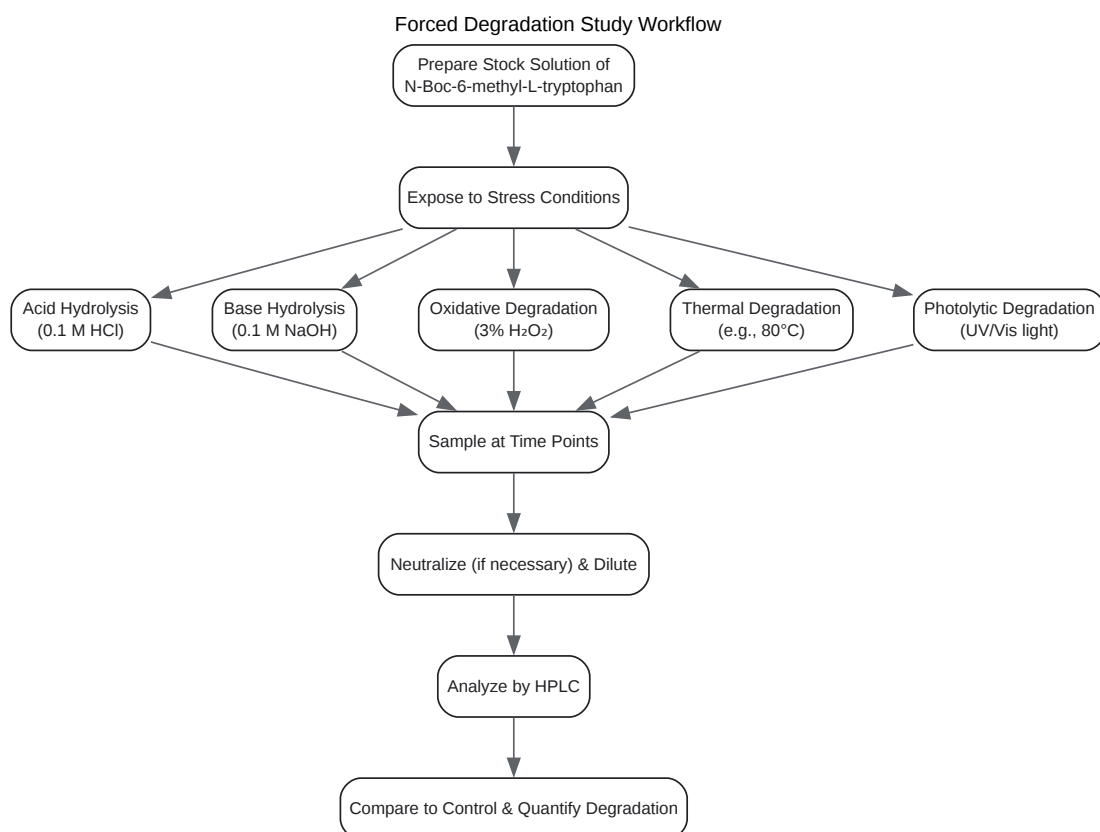 Forced Degradation Study Workflow
Prepare Stock Solution of
N-Boc-6-methyl-L-tryptophan
Expose to Stress Conditions
Acid Hydrolysis
(0.1 M HCl)
Base Hydrolysis
(0.1 M NaOH)
Oxidative Degradation
(3% H₂O₂)
Thermal Degradation
(e.g., 80°C)
Photolytic Degradation
(UV/Vis light)
Sample at Time Points
Neutralize (if necessary) & Dilute
Analyze by HPLC
Compare to Control & Quantify Degradation